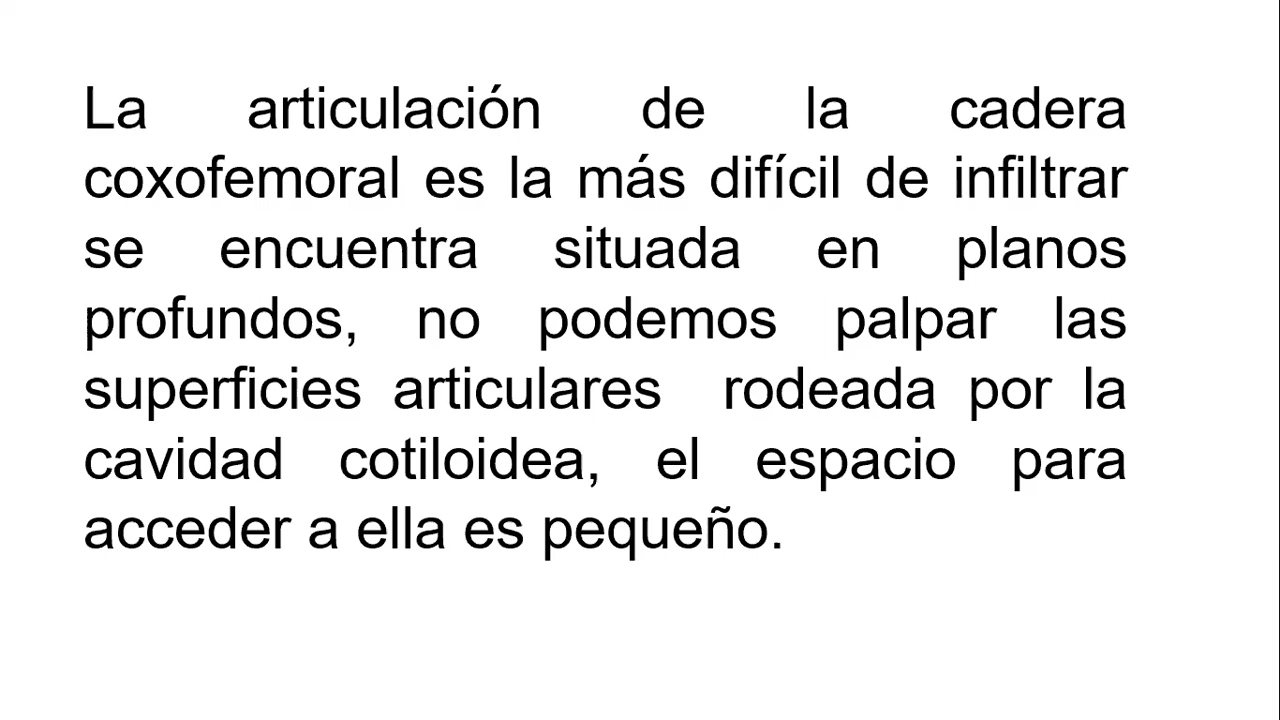 La articulación de la cadera
coxofemoral es la más difícil de infiltrar
se encuentra situada en planos
profundos, no podemos palpar las
superficies articulares rodeada por la
cavidad cotiloidea, el espacio para
acceder a ella es pequeño.